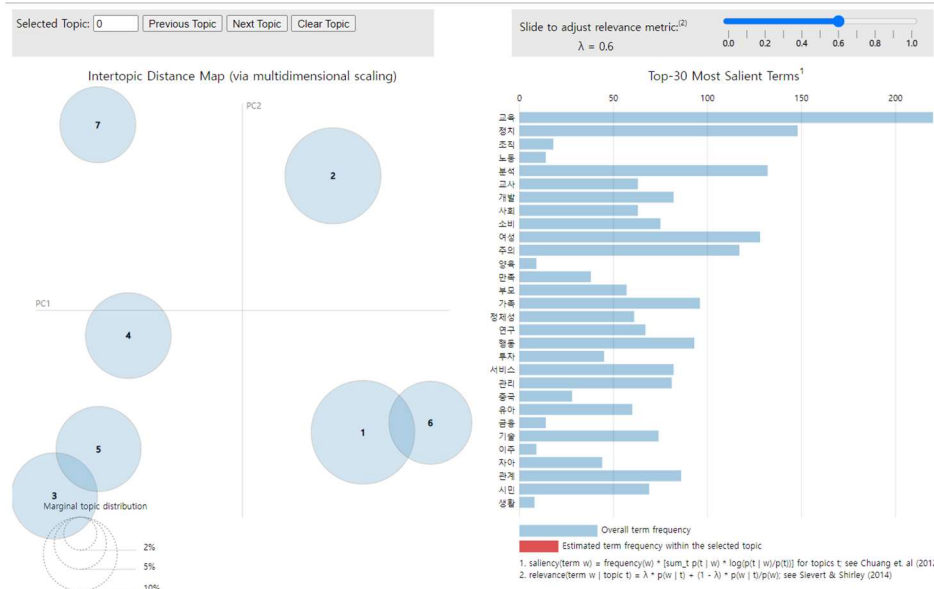 Selected Topic: 0 Previous Topic Next Topic Clear Topic
Slide to adjust relevance metric:(2)
λ = 0.6
0.0 0.2 0.4 0.6 0.8 1.0
Intertopic Distance Map (via multidimensional scaling)
PC2
PC1
7
2
4
1
6
5
3
Marginal topic distribution
2%
5%
10%
Top-30 Most Salient Terms1
0 50 100 150 200
교육
정치
조직
노동
분석
교사
개발
사회
소비
여성
주의
양육
만족
부모
가족
정체성
연구
행동
투자
서비스
관리
중국
유아
금융
기술
이주
자아
관계
시민
생활
Overall term frequency
Estimated term frequency within the selected topic
1. saliency(term w) = frequency(w) * [sum_t p(t | w) * log(p(t | w)/p(t))] for topics t; see Chuang et. al (2012
2. relevance(term w | topic t) = λ * p(w | t) + (1 - λ) * p(w | t)/p(w); see Sievert & Shirley (2014)